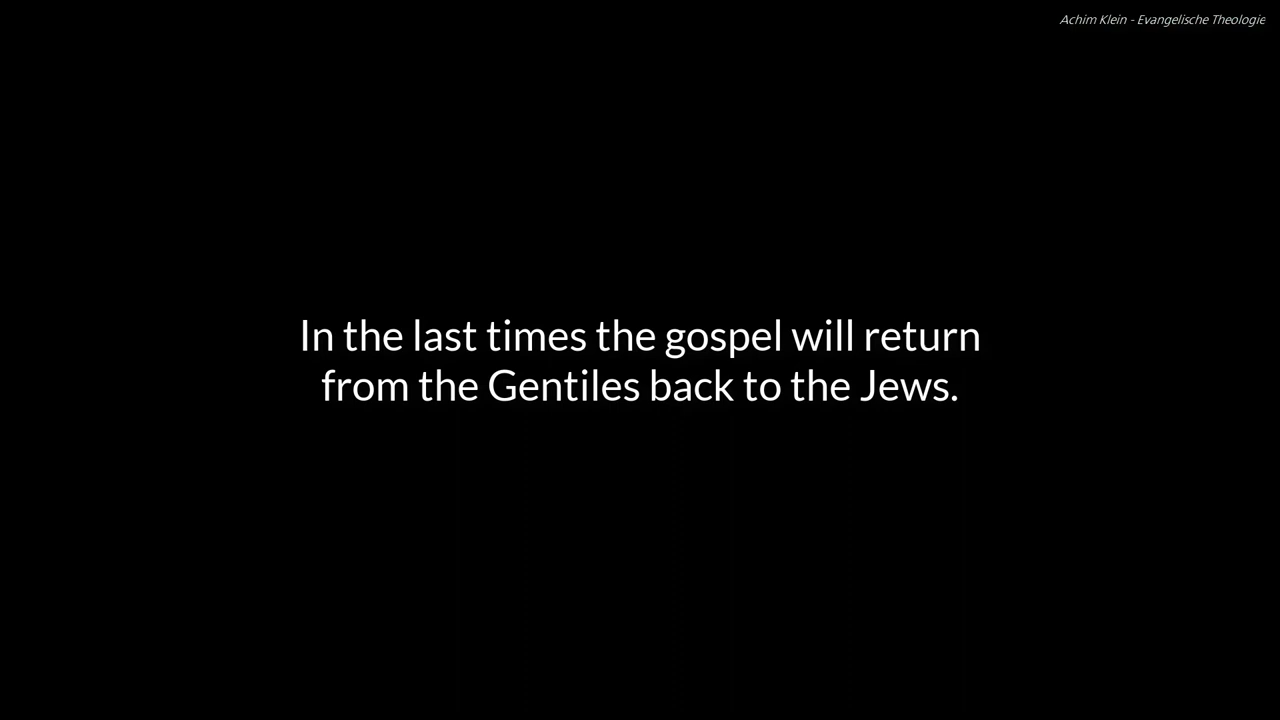 Achim Klein - Evangelische Theologie
In the last times the gospel will return
from the Gentiles back to the Jews.